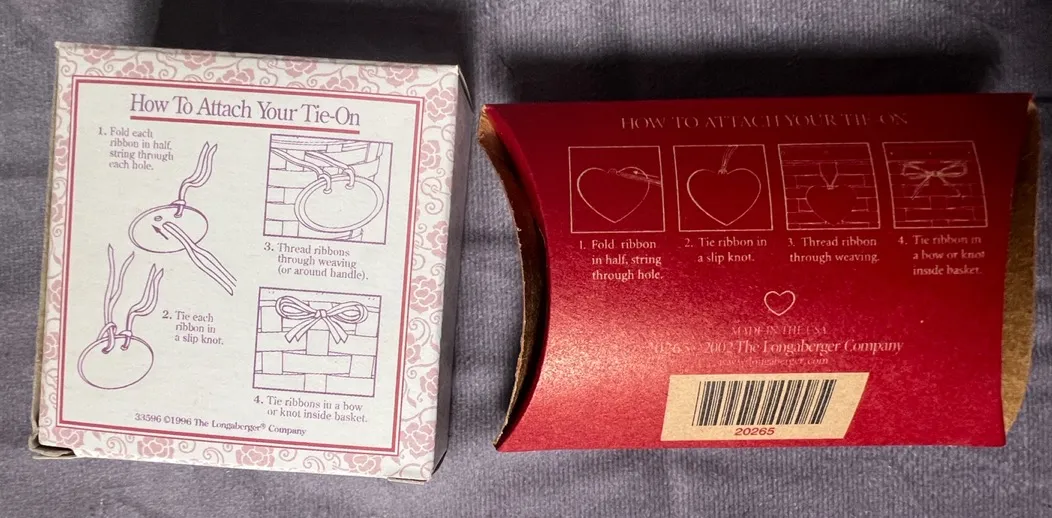 How To Attach Your Tie-On
1. Fold each
ribbon in half,
string through
each hole.
2. Tie each
ribbon in
a slip knot.
3. Thread ribbons
through weaving
(or around handle).
4. Tie ribbons in a bow
or knot inside basket.
33596 ©1996 The Longaberger® Company
HOW TO ATTACH YOUR TIE-ON
1. Fold ribbon
in half, string
through hole.
2. Tie ribbon in
a slip knot.
3. Thread ribbon
through weaving.
4. Tie ribbon in
a bow or knot
inside basket.
MADE IN THE USA
20265 2002 The Longaberger Company
longaberger.com
20265